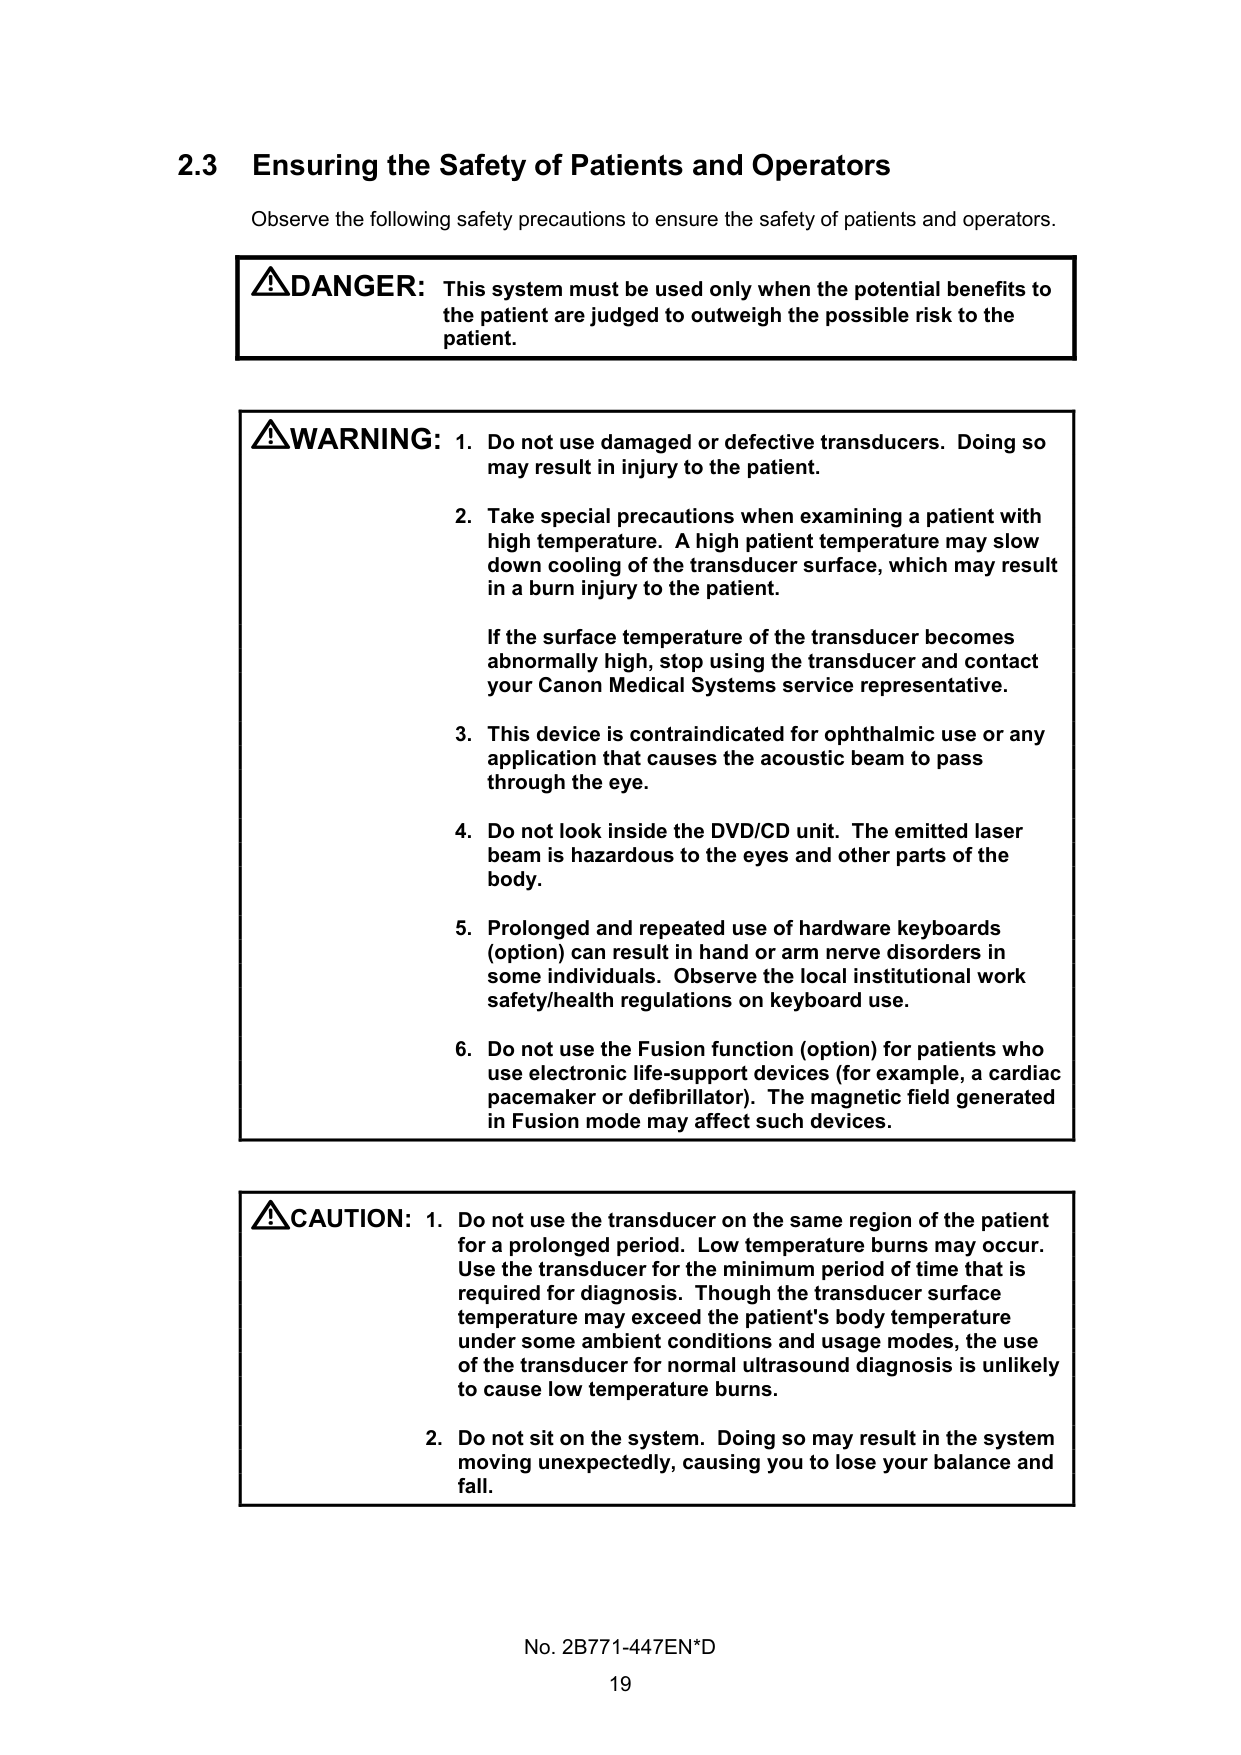 2.3 Ensuring the Safety of Patients and Operators
Observe the following safety precautions to ensure the safety of patients and operators.
DANGER: This system must be used only when the potential benefits to
the patient are judged to outweigh the possible risk to the
patient.
WARNING: 1. Do not use damaged or defective transducers. Doing so
may result in injury to the patient.
2. Take special precautions when examining a patient with
high temperature. A high patient temperature may slow
down cooling of the transducer surface, which may result
in a burn injury to the patient.
If the surface temperature of the transducer becomes
abnormally high, stop using the transducer and contact
your Canon Medical Systems service representative.
3. This device is contraindicated for ophthalmic use or any
application that causes the acoustic beam to pass
through the eye.
4. Do not look inside the DVD/CD unit. The emitted laser
beam is hazardous to the eyes and other parts of the
body.
5. Prolonged and repeated use of hardware keyboards
(option) can result in hand or arm nerve disorders in
some individuals. Observe the local institutional work
safety/health regulations on keyboard use.
6. Do not use the Fusion function (option) for patients who
use electronic life-support devices (for example, a cardiac
pacemaker or defibrillator). The magnetic field generated
in Fusion mode may affect such devices.
CAUTION: 1. Do not use the transducer on the same region of the patient
for a prolonged period. Low temperature burns may occur.
Use the transducer for the minimum period of time that is
required for diagnosis. Though the transducer surface
temperature may exceed the patient's body temperature
under some ambient conditions and usage modes, the use
of the transducer for normal ultrasound diagnosis is unlikely
to cause low temperature burns.
2. Do not sit on the system. Doing so may result in the system
moving unexpectedly, causing you to lose your balance and
fall.
No. 2B771-447EN*D
19